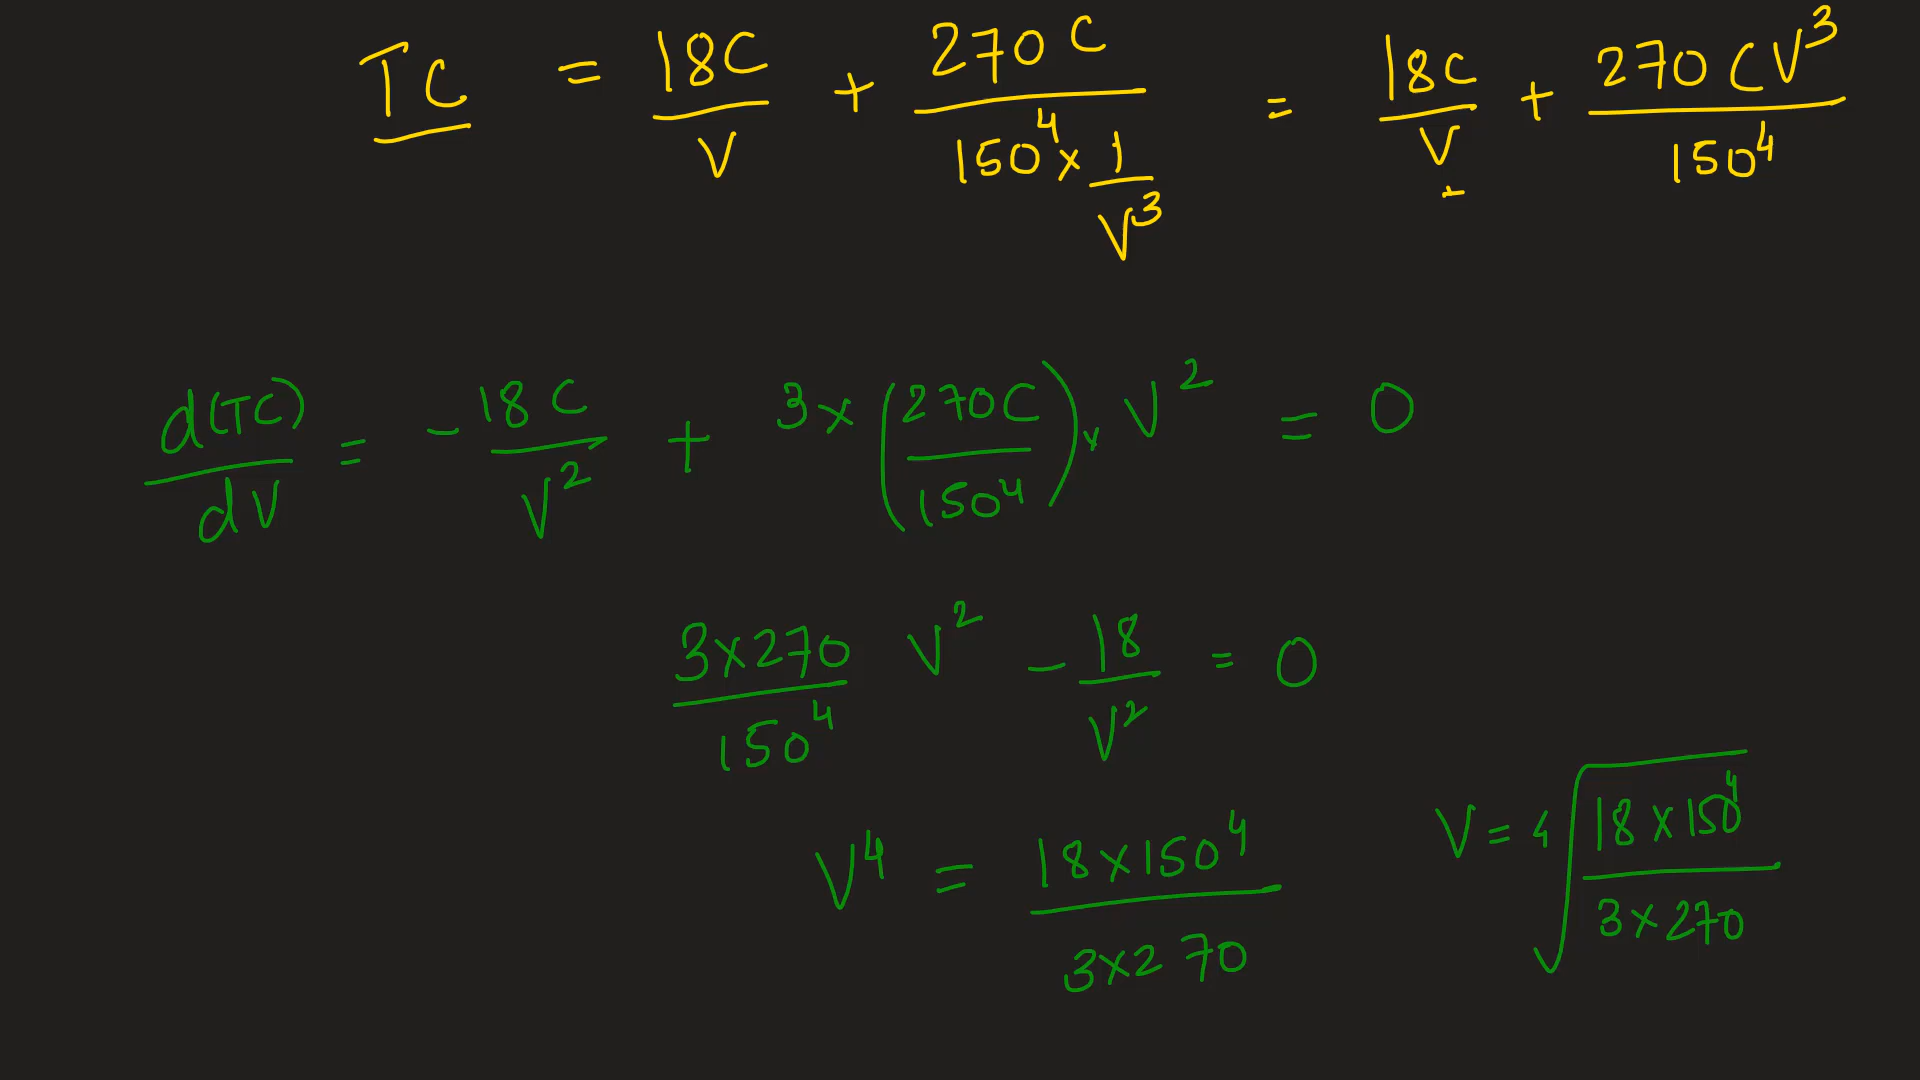 TC = 18C/V + 270C/(150⁴ × 1/V³) = 18C/V + 270CV³/150⁴
d(TC)/dV = -18C/V² + 3 × (270C/150⁴) × V² = 0
3×270/150⁴ V² - 18/V² = 0
V⁴ = 18×150⁴/3×270
V = ⁴√(18×150⁴/3×270)